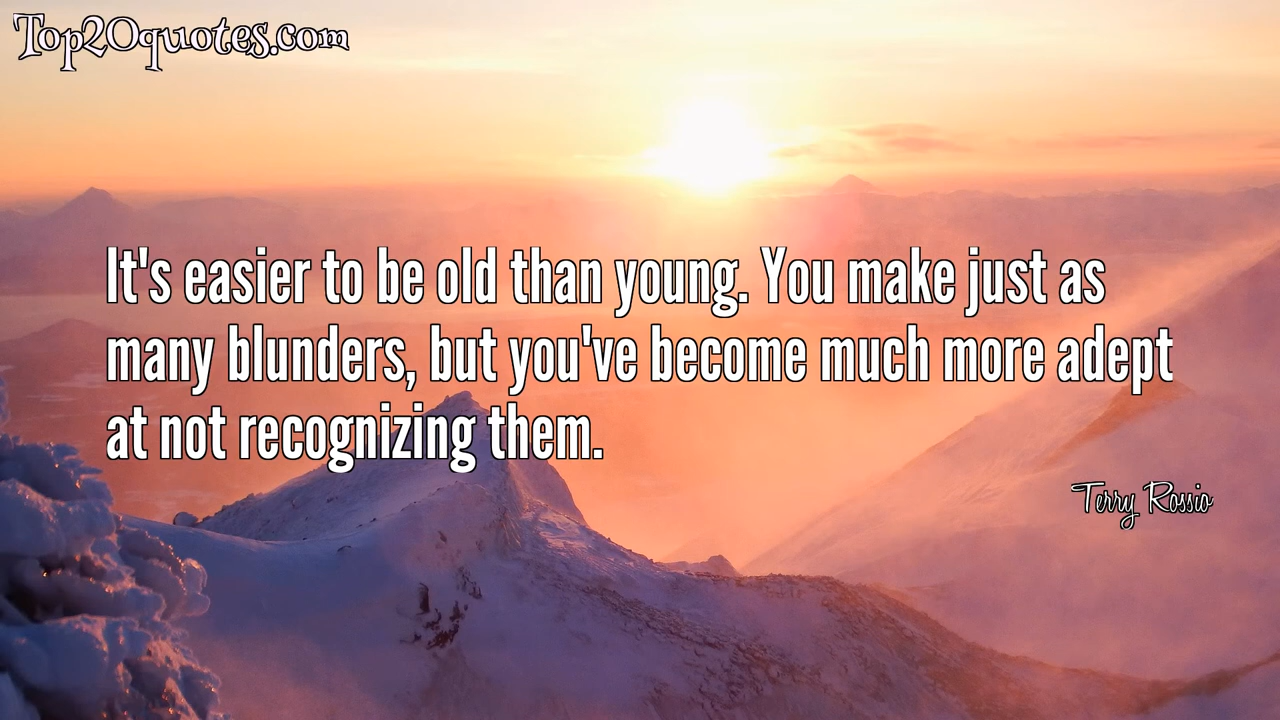 Top20quotes.com
It's easier to be old than young. You make just as
many blunders, but you've become much more adept
at not recognizing them.
Terry Rossio